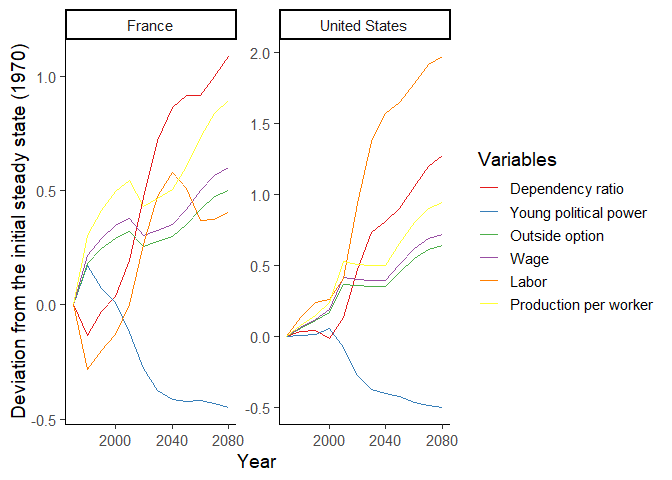 France
United States
Deviation from the initial steady state (1970)
1.0
0.5
0.0
-0.5
2.0
1.5
1.0
0.5
0.0
-0.5
2000
2040
2080
2000
2040
2080
Year
Variables
Dependency ratio
Young political power
Outside option
Wage
Labor
Production per worker